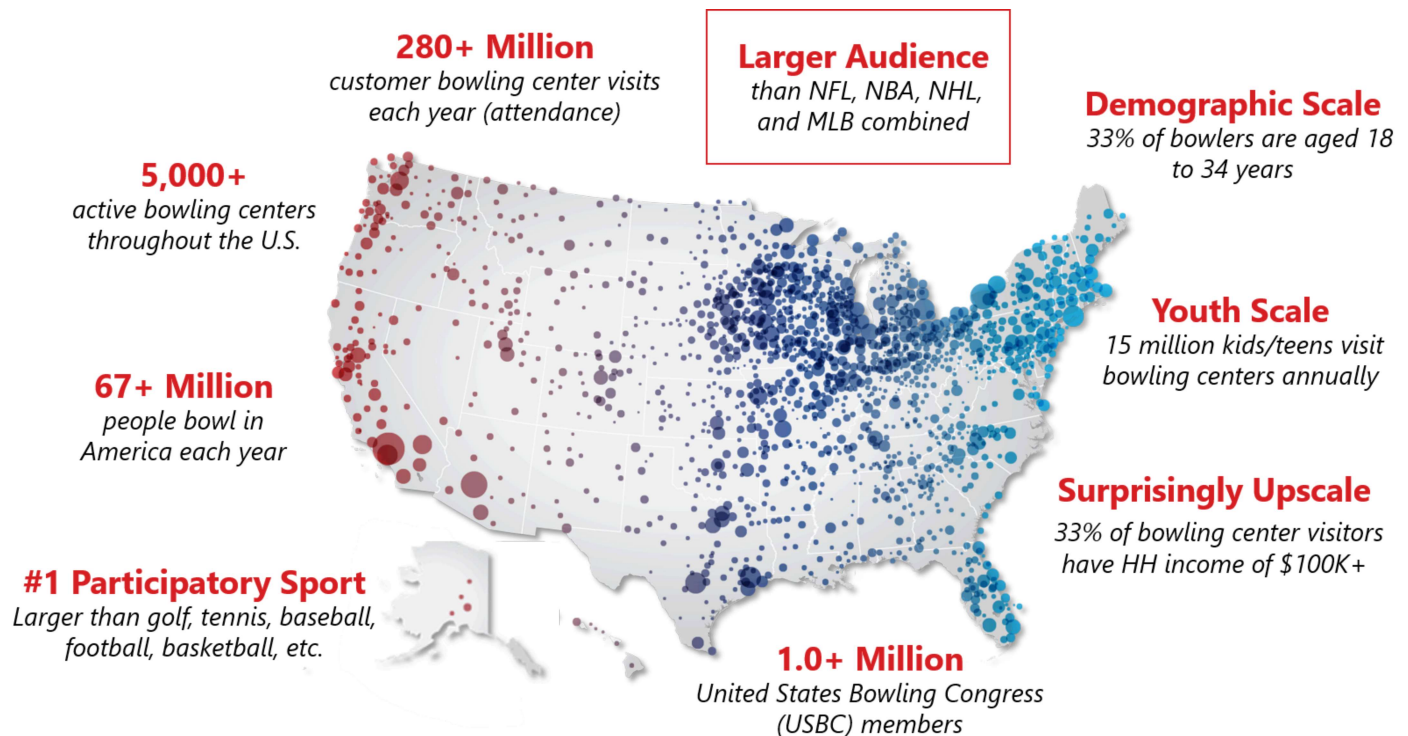 280+ Million
customer bowling center visits
each year (attendance)
Larger Audience
than NFL, NBA, NHL,
and MLB combined
Demographic Scale
33% of bowlers are aged 18
to 34 years
5,000+
active bowling centers
throughout the U.S.
Youth Scale
15 million kids/teens visit
bowling centers annually
67+ Million
people bowl in
America each year
Surprisingly Upscale
33% of bowling center visitors
have HH income of $100K+
#1 Participatory Sport
Larger than golf, tennis, baseball,
football, basketball, etc.
1.0+ Million
United States Bowling Congress
(USBC) members